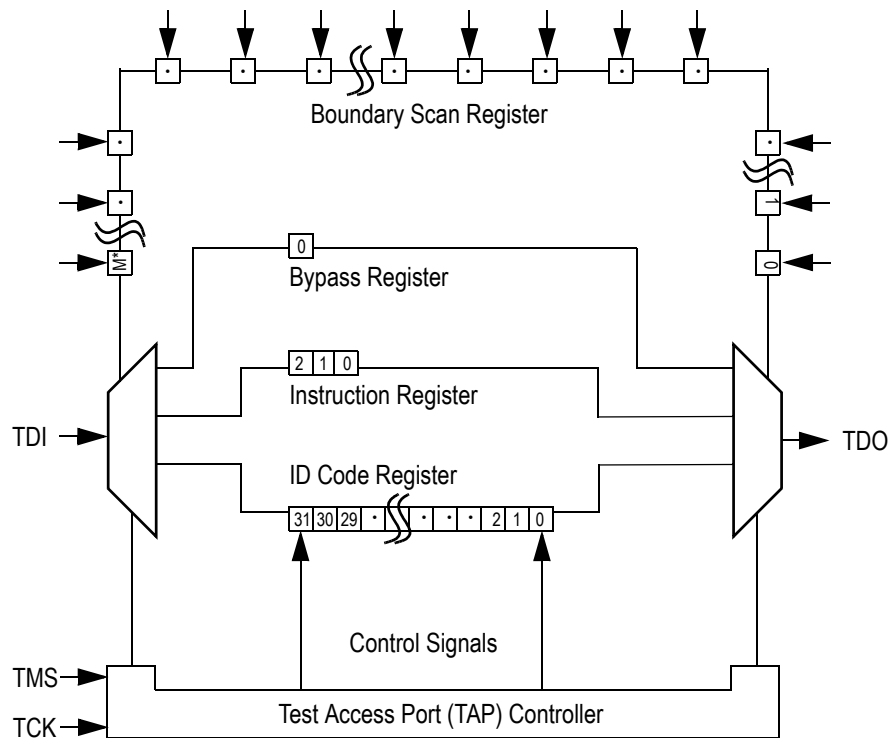 · · · · · · · ·
Boundary Scan Register
· ·
· 1
M* 0
0
Bypass Register
2 1 0
Instruction Register
TDI
TDO
ID Code Register
31 30 29 · · · · 2 1 0
Control Signals
TMS
Test Access Port (TAP) Controller
TCK